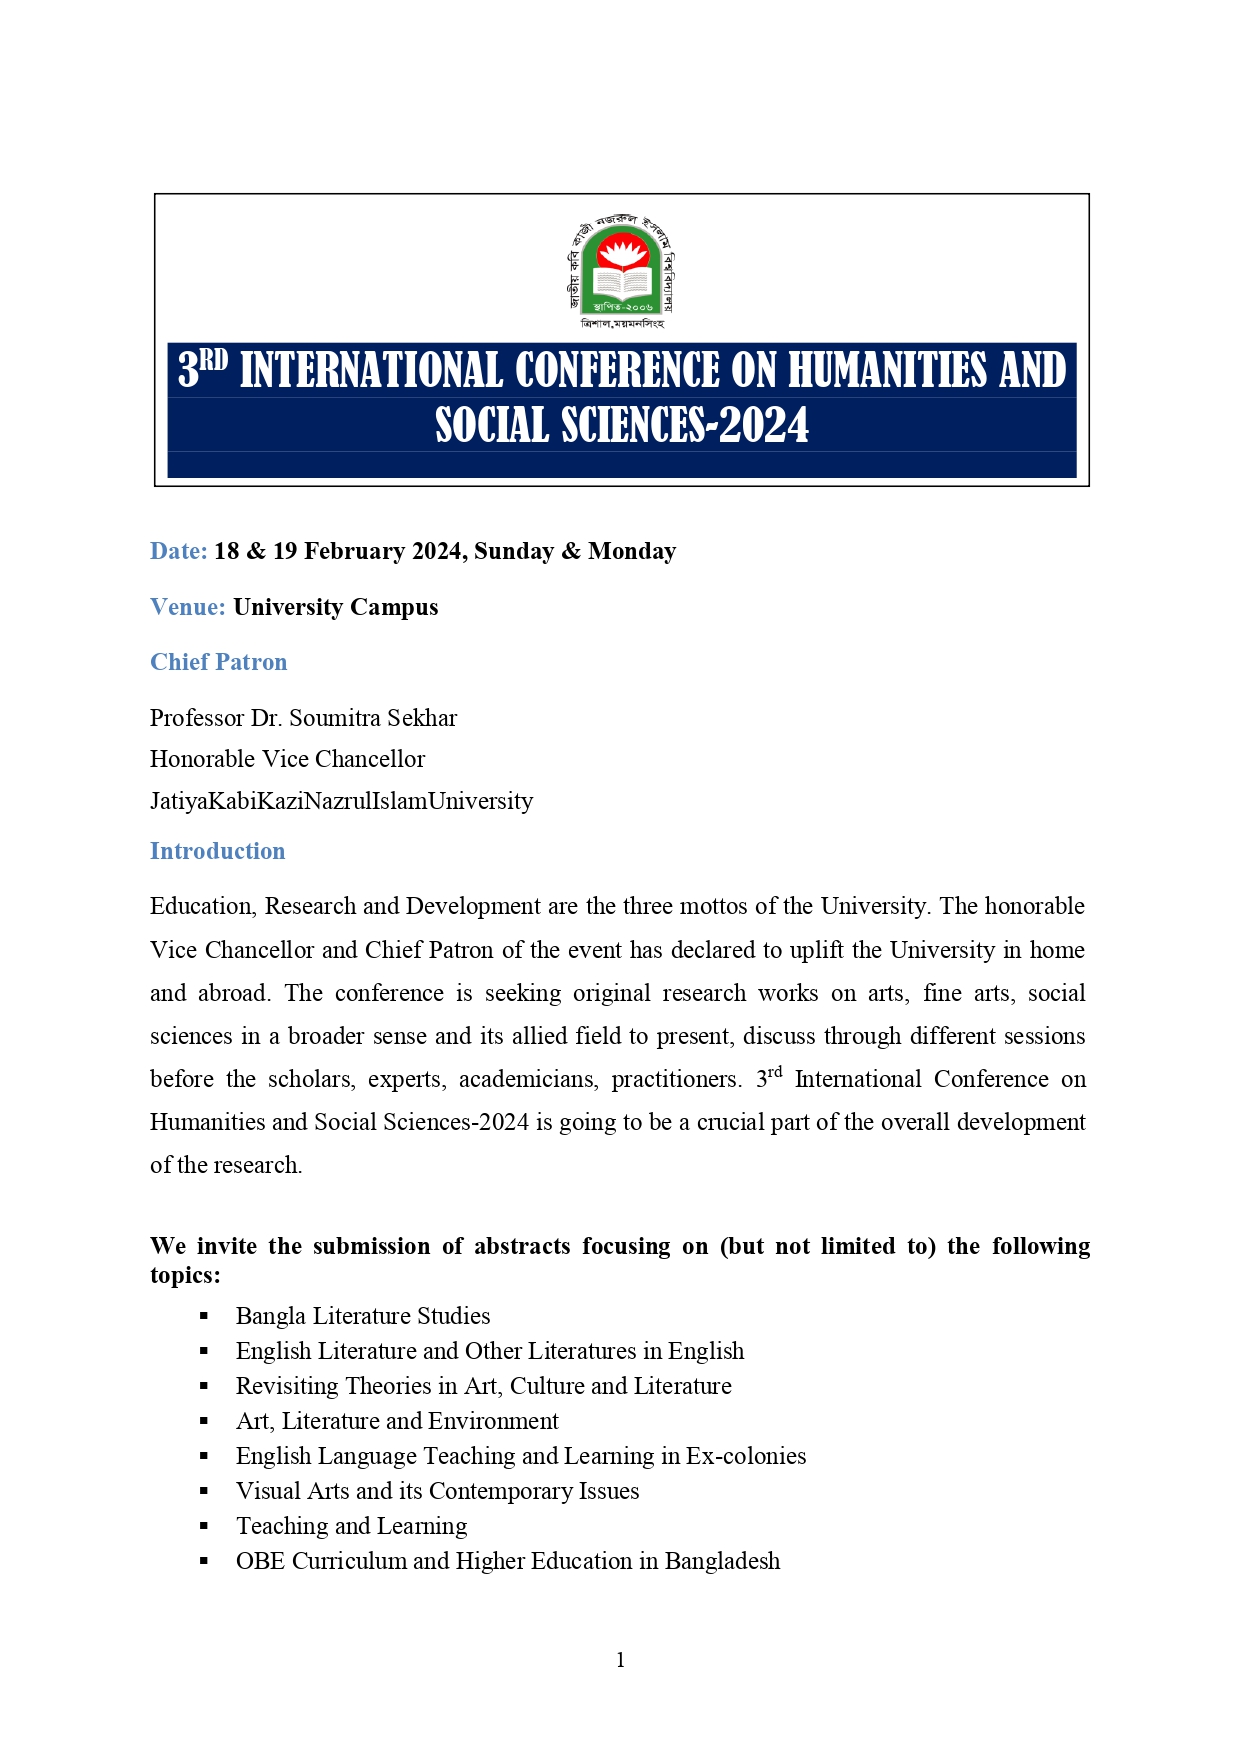 জাতীয় কবি কাজী নজরুল ইসলাম বিশ্ববিদ্যালয়
স্থাপিত-২০০৬
ত্রিশাল,ময়মনসিংহ
3RD INTERNATIONAL CONFERENCE ON HUMANITIES AND
SOCIAL SCIENCES-2024
Date: 18 & 19 February 2024, Sunday & Monday
Venue: University Campus
Chief Patron
Professor Dr. Soumitra Sekhar
Honorable Vice Chancellor
JatiyaKabiKaziNazrulIslamUniversity
Introduction
Education, Research and Development are the three mottos of the University. The honorable
Vice Chancellor and Chief Patron of the event has declared to uplift the University in home
and abroad. The conference is seeking original research works on arts, fine arts, social
sciences in a broader sense and its allied field to present, discuss through different sessions
before the scholars, experts, academicians, practitioners. 3rd International Conference on
Humanities and Social Sciences-2024 is going to be a crucial part of the overall development
of the research.
We invite the submission of abstracts focusing on (but not limited to) the following
topics:
▪ Bangla Literature Studies
▪ English Literature and Other Literatures in English
▪ Revisiting Theories in Art, Culture and Literature
▪ Art, Literature and Environment
▪ English Language Teaching and Learning in Ex-colonies
▪ Visual Arts and its Contemporary Issues
▪ Teaching and Learning
▪ OBE Curriculum and Higher Education in Bangladesh
1